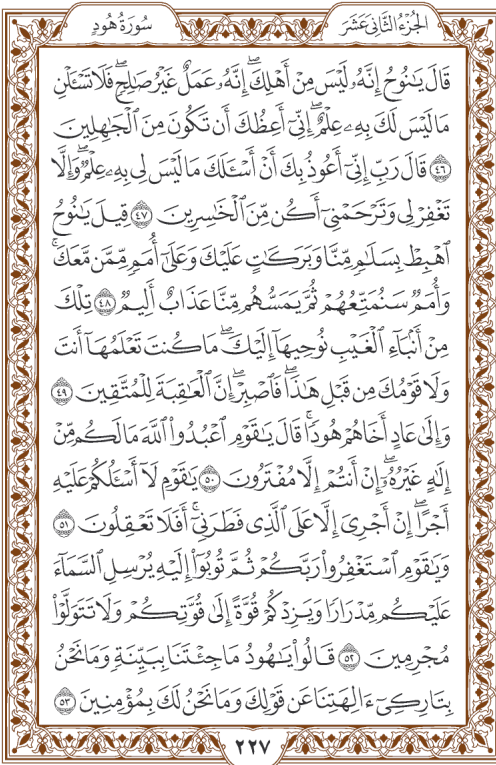 الجُزْءُ الثَّانِي عَشَرَ
سُورَةُ هُودٍ
قَالَ يَٰنُوحُ إِنَّهُۥ لَيْسَ مِنْ أَهْلِكَۖ إِنَّهُۥ عَمَلٌ غَيْرُ صَٰلِحٖۖ فَلَا تَسْـَٔلْنِ
مَا لَيْسَ لَكَ بِهِۦ عِلْمٌۖ إِنِّيٓ أَعِظُكَ أَن تَكُونَ مِنَ ٱلْجَٰهِلِينَ
٤٦ قَالَ رَبِّ إِنِّيٓ أَعُوذُ بِكَ أَنْ أَسْـَٔلَكَ مَا لَيْسَ لِي بِهِۦ عِلْمٌۖ وَإِلَّا
تَغْفِرْ لِي وَتَرْحَمْنِيٓ أَكُن مِّنَ ٱلْخَٰسِرِينَ ٤٧ قِيلَ يَٰنُوحُ
ٱهْبِطْ بِسَلَٰمٖ مِّنَّا وَبَرَكَٰتٍ عَلَيْكَ وَعَلَىٰٓ أُمَمٖ مِّمَّن مَّعَكَۚ
وَأُمَمٌ سَنُمَتِّعُهُمْ ثُمَّ يَمَسُّهُم مِّنَّا عَذَابٌ أَلِيمٌ ٤٨ تِلْكَ
مِنْ أَنۢبَآءِ ٱلْغَيْبِ نُوحِيهَآ إِلَيْكَۖ مَا كُنتَ تَعْلَمُهَآ أَنتَ
وَلَا قَوْمُكَ مِن قَبْلِ هَٰذَاۖ فَٱصْبِرْۖ إِنَّ ٱلْعَٰقِبَةَ لِلْمُتَّقِينَ ٤٩
وَإِلَىٰ عَادٍ أَخَاهُمْ هُودٗاۚ قَالَ يَٰقَوْمِ ٱعْبُدُوا۟ ٱللَّهَ مَا لَكُم مِّنْ
إِلَٰهٍ غَيْرُهُۥٓۖ إِنْ أَنتُمْ إِلَّا مُفْتَرُونَ ٥٠ يَٰقَوْمِ لَآ أَسْـَٔلُكُمْ عَلَيْهِ
أَجْرًاۖ إِنْ أَجْرِيَ إِلَّا عَلَى ٱلَّذِي فَطَرَنِيٓۚ أَفَلَا تَعْقِلُونَ ٥١
وَيَٰقَوْمِ ٱسْتَغْفِرُوا۟ رَبَّكُمْ ثُمَّ تُوبُوٓا۟ إِلَيْهِ يُرْسِلِ ٱلسَّمَآءَ
عَلَيْكُم مِّدْرَارٗا وَيَزِدْكُمْ قُوَّةً إِلَىٰ قُوَّتِكُمْ وَلَا تَتَوَلَّوْا۟
مُجْرِمِينَ ٥٢ قَالُوا۟ يَٰهُودُ مَا جِئْتَنَا بِبَيِّنَةٖ وَمَا نَحْنُ
بِتَارِكِيٓ ءَالِهَتِنَا عَن قَوْلِكَ وَمَا نَحْنُ لَكَ بِمُؤْمِنِينَ ٥٣
٢٢٧